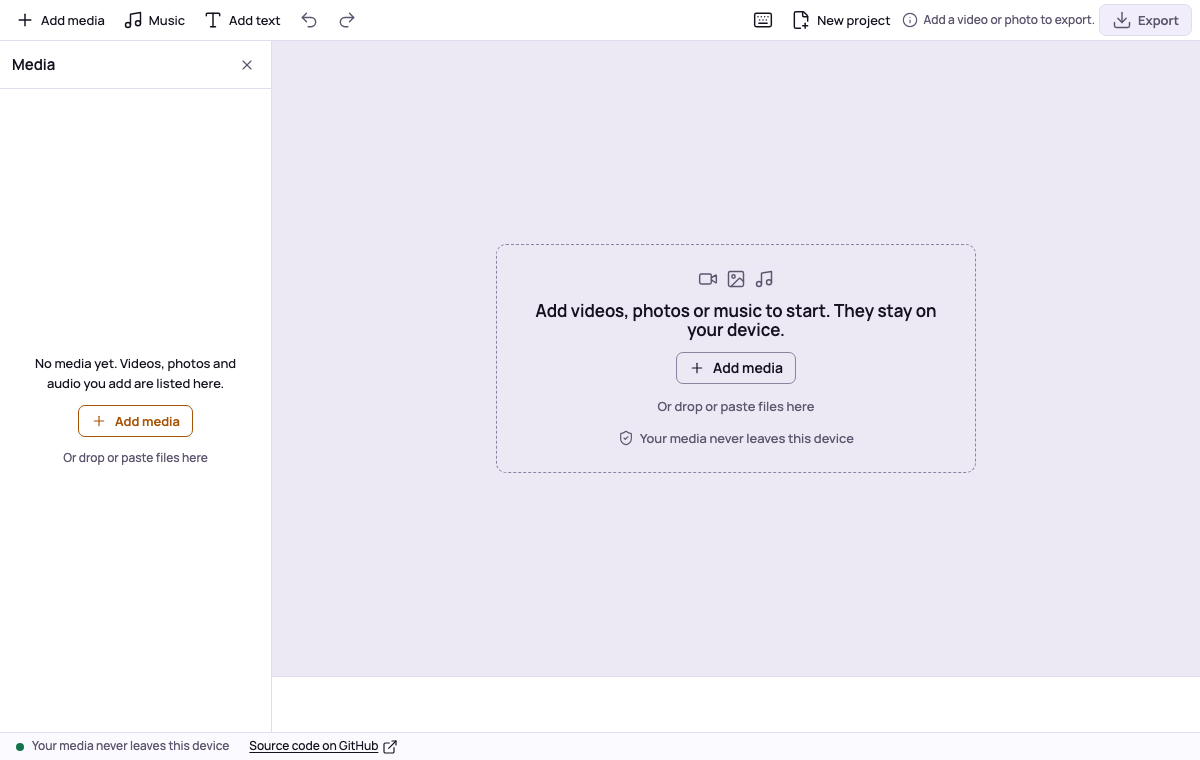 Add media
Music
Add text
New project
Add a video or photo to export.
Export
Media
No media yet. Videos, photos and
audio you add are listed here.
Add media
Or drop or paste files here
Add videos, photos or music to start. They stay on
your device.
Add media
Or drop or paste files here
Your media never leaves this device
Your media never leaves this device
Source code on GitHub